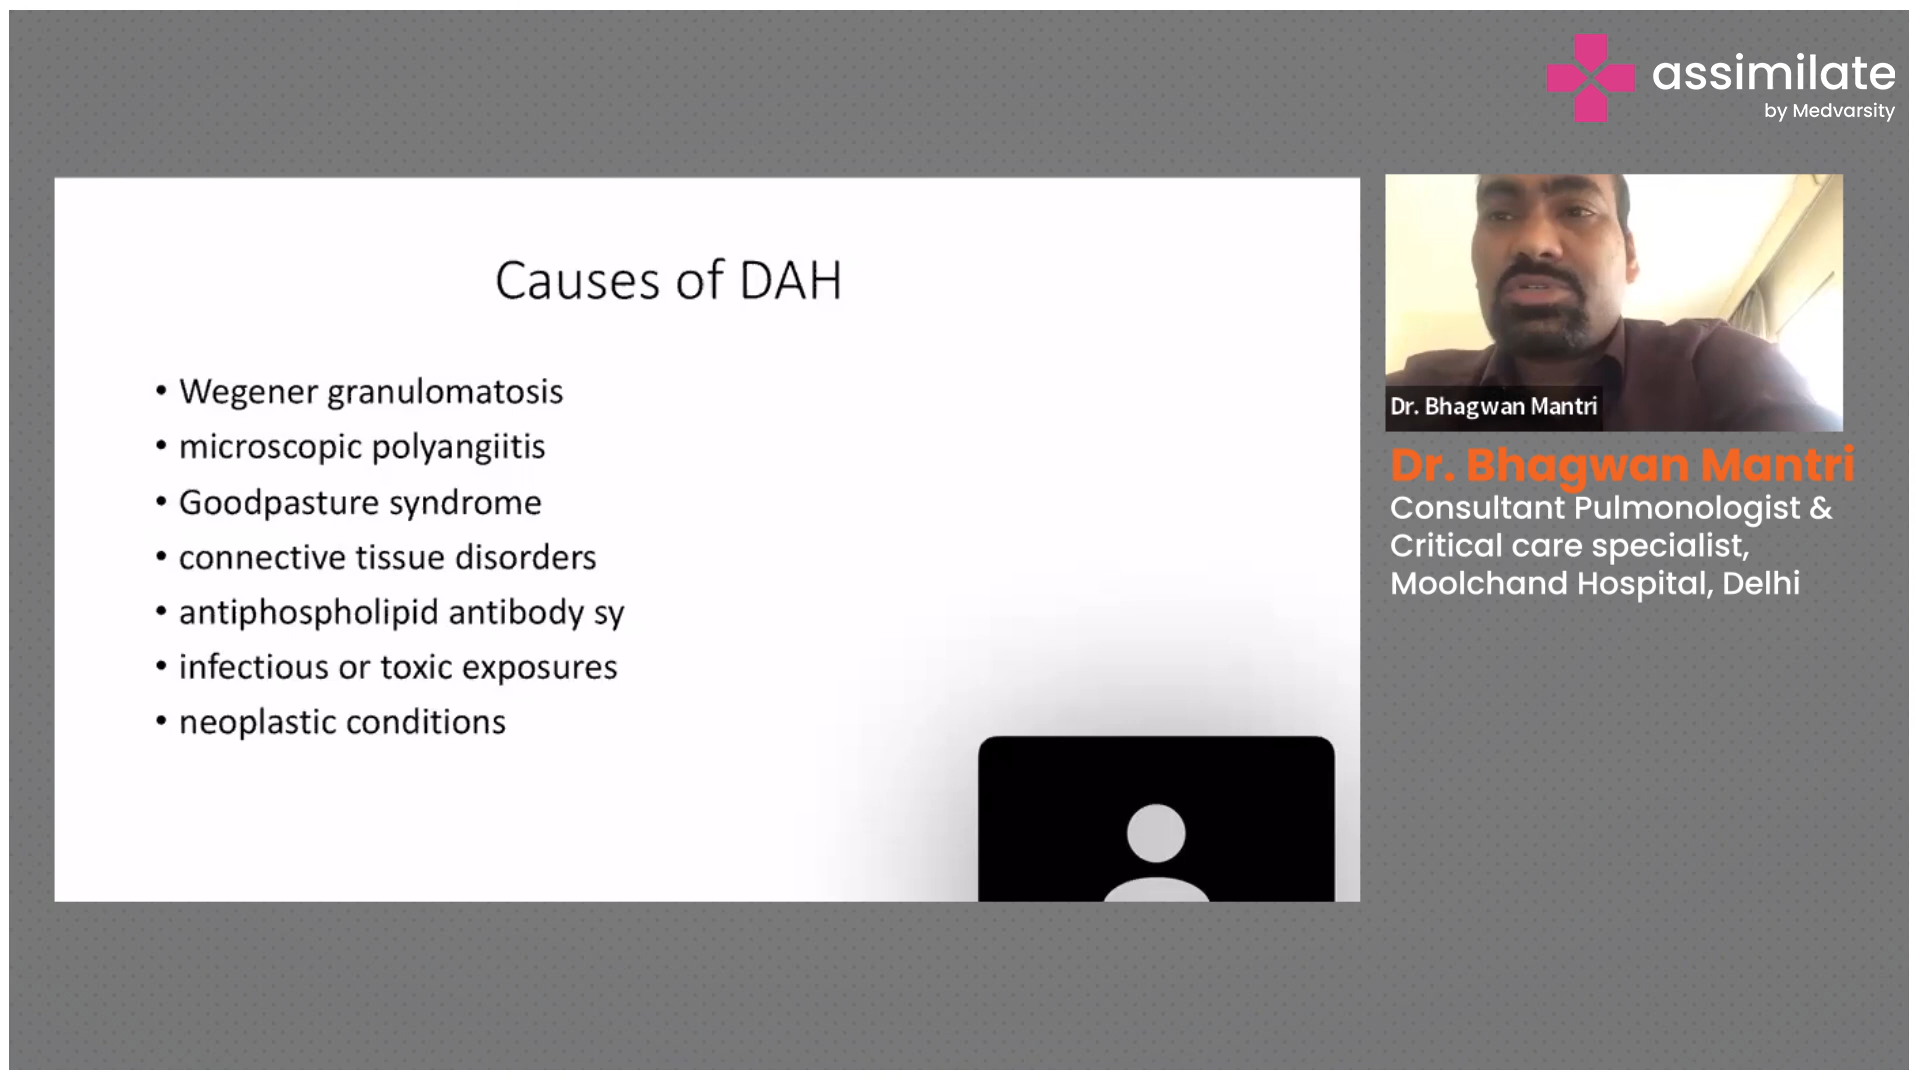 assimilate
by Medvarsity
Causes of DAH
• Wegener granulomatosis
• microscopic polyangiitis
• Goodpasture syndrome
• connective tissue disorders
• antiphospholipid antibody sy
• infectious or toxic exposures
• neoplastic conditions
Dr. Bhagwan Mantri
Dr. Bhagwan Mantri
Consultant Pulmonologist &
Critical care specialist,
Moolchand Hospital, Delhi